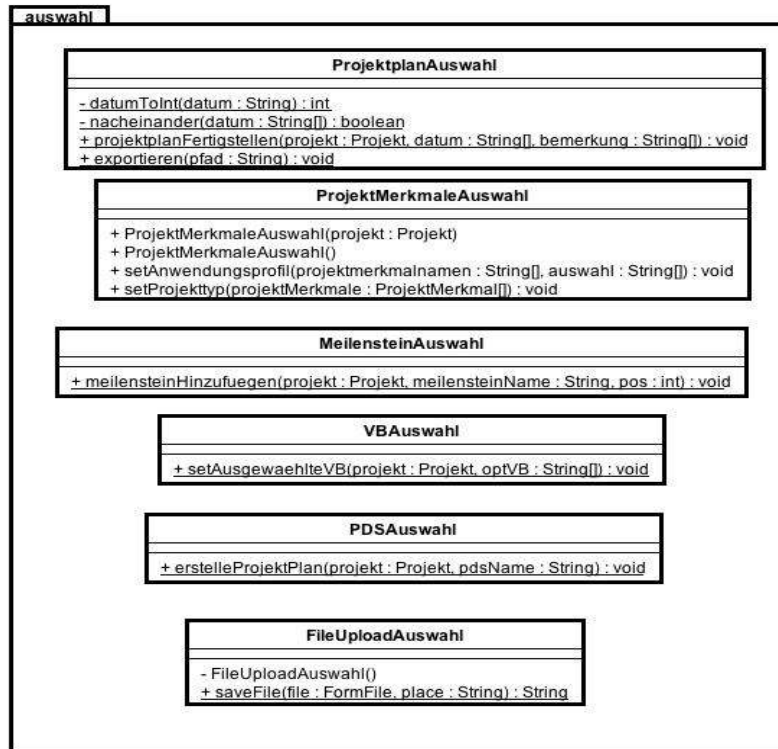 auswahl
ProjektplanAuswahl
- datumToInt(datum : String) : int
- nacheinander(datum : String[]) : boolean
+ projektplanFertigstellen(projekt : Projekt, datum : String[], bemerkung : String[]) : void
+ exportieren(pfad : String) : void
ProjektMerkmaleAuswahl
+ ProjektMerkmaleAuswahl(projekt : Projekt)
+ ProjektMerkmaleAuswahl()
+ setAnwendungsprofil(projektmerkmalnamen : String[], auswahl : String[]) : void
+ setProjekttyp(projektMerkmale : ProjektMerkmal[]) : void
MeilensteinAuswahl
+ meilensteinHinzufuegen(projekt : Projekt, meilensteinName : String, pos : int) : void
VBAuswahl
+ setAusgewaehlteVB(projekt : Projekt, optVB : String[]) : void
PDSAuswahl
+ erstelleProjektPlan(projekt : Projekt, pdsName : String) : void
FileUploadAuswahl
- FileUploadAuswahl()
+ saveFile(file : FormFile, place : String) : String